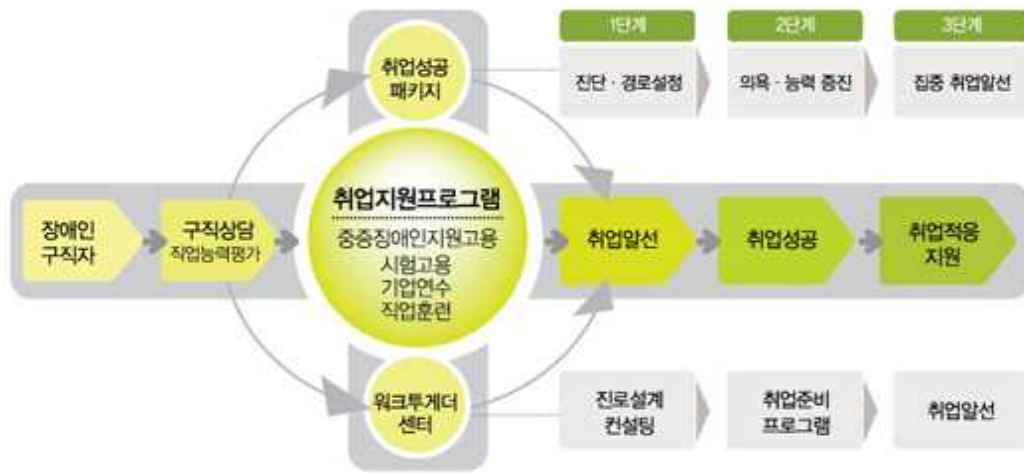 취업성공
패키지
1단계
2단계
3단계
진단 · 경로설정
의욕 · 능력 증진
집중 취업알선
장애인
구직자
구직상담
직업능력평가
취업지원프로그램
중증장애인지원고용
시험고용
기업연수
직업훈련
취업알선
취업성공
취업적응
지원
워크투게더
센터
진로설계
컨설팅
취업준비
프로그램
취업알선